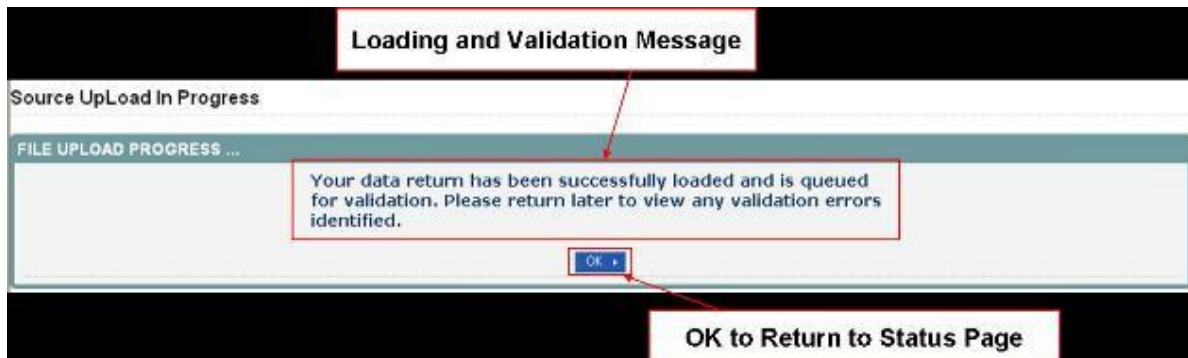 Loading and Validation Message
Source UpLoad In Progress
FILE UPLOAD PROGRESS ...
Your data return has been successfully loaded and is queued
for validation. Please return later to view any validation errors
identified.
OK
OK to Return to Status Page